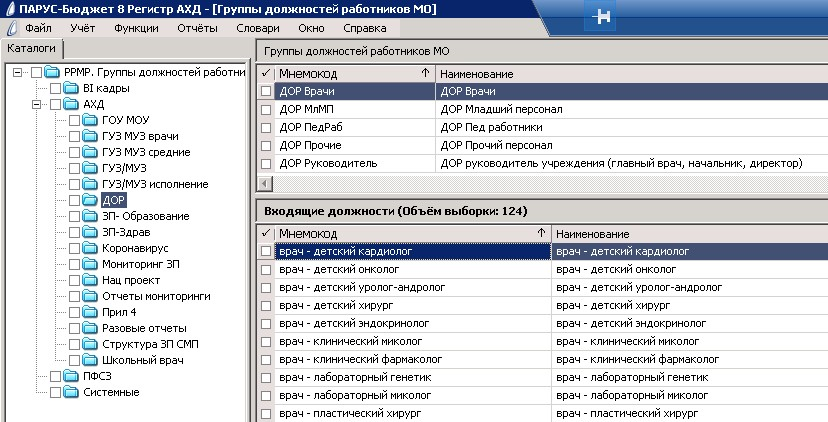 ПАРУС-Бюджет 8 Регистр АХД - [Группы должностей работников МО]
Файл Учёт Функции Отчёты Словари Окно Справка
Каталоги
PPMP. Группы должностей работни
BI кадры
АХД
ГОУ МОУ
ГУЗ МУЗ врачи
ГУЗ МУЗ средние
ГУЗ/МУЗ
ГУЗ/МУЗ исполнение
ДОР
ЗП- Образование
ЗП-Здрав
Коронавирус
Мониторинг ЗП
Нац проект
Отчеты мониторинги
Прил 4
Разовые отчеты
Структура ЗП СМП
Школьный врач
ПФСЗ
Системные
Группы должностей работников МО
Мнемокод Наименование
ДОР Врачи ДОР Врачи
ДОР МлМП ДОР Младший персонал
ДОР ПедРаб ДОР Пед работники
ДОР Прочие ДОР Прочий персонал
ДОР Руководитель ДОР руководитель учреждения (главный врач, начальник, директор)
Входящие должности (Объём выборки: 124)
Мнемокод Наименование
врач - детский кардиолог врач - детский кардиолог
врач - детский онколог врач - детский онколог
врач - детский уролог-андролог врач - детский уролог-андролог
врач - детский хирург врач - детский хирург
врач - детский эндокринолог врач - детский эндокринолог
врач - клинический миколог врач - клинический миколог
врач - клинический фармаколог врач - клинический фармаколог
врач - лабораторный генетик врач - лабораторный генетик
врач - лабораторный миколог врач - лабораторный миколог
врач - пластический хирург врач - пластический хирург